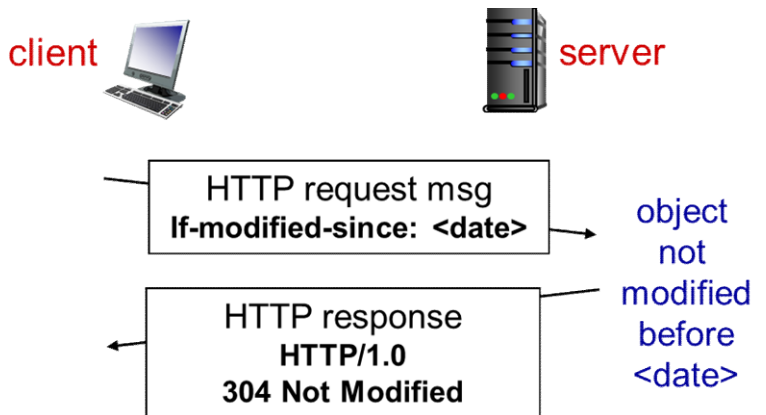 client
server
HTTP request msg
If-modified-since: <date>
object
not
modified
before
<date>
HTTP response
HTTP/1.0
304 Not Modified